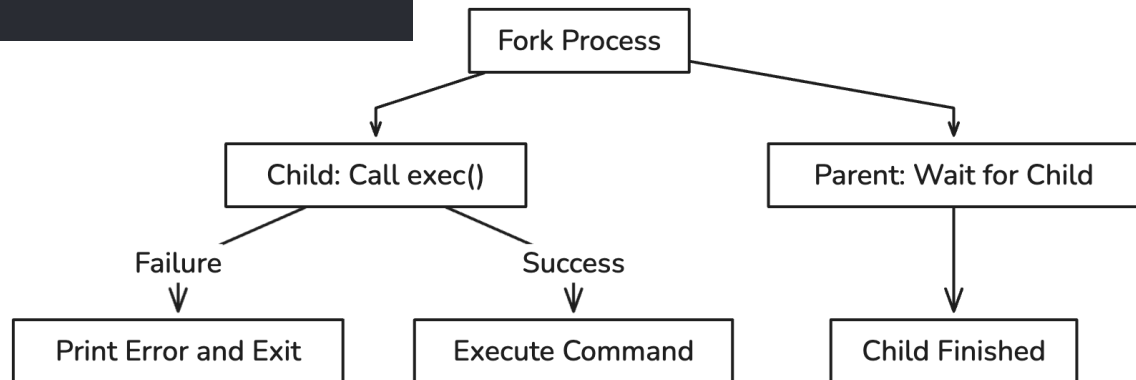 Fork Process
Child: Call exec()
Parent: Wait for Child
Failure
Success
Print Error and Exit
Execute Command
Child Finished